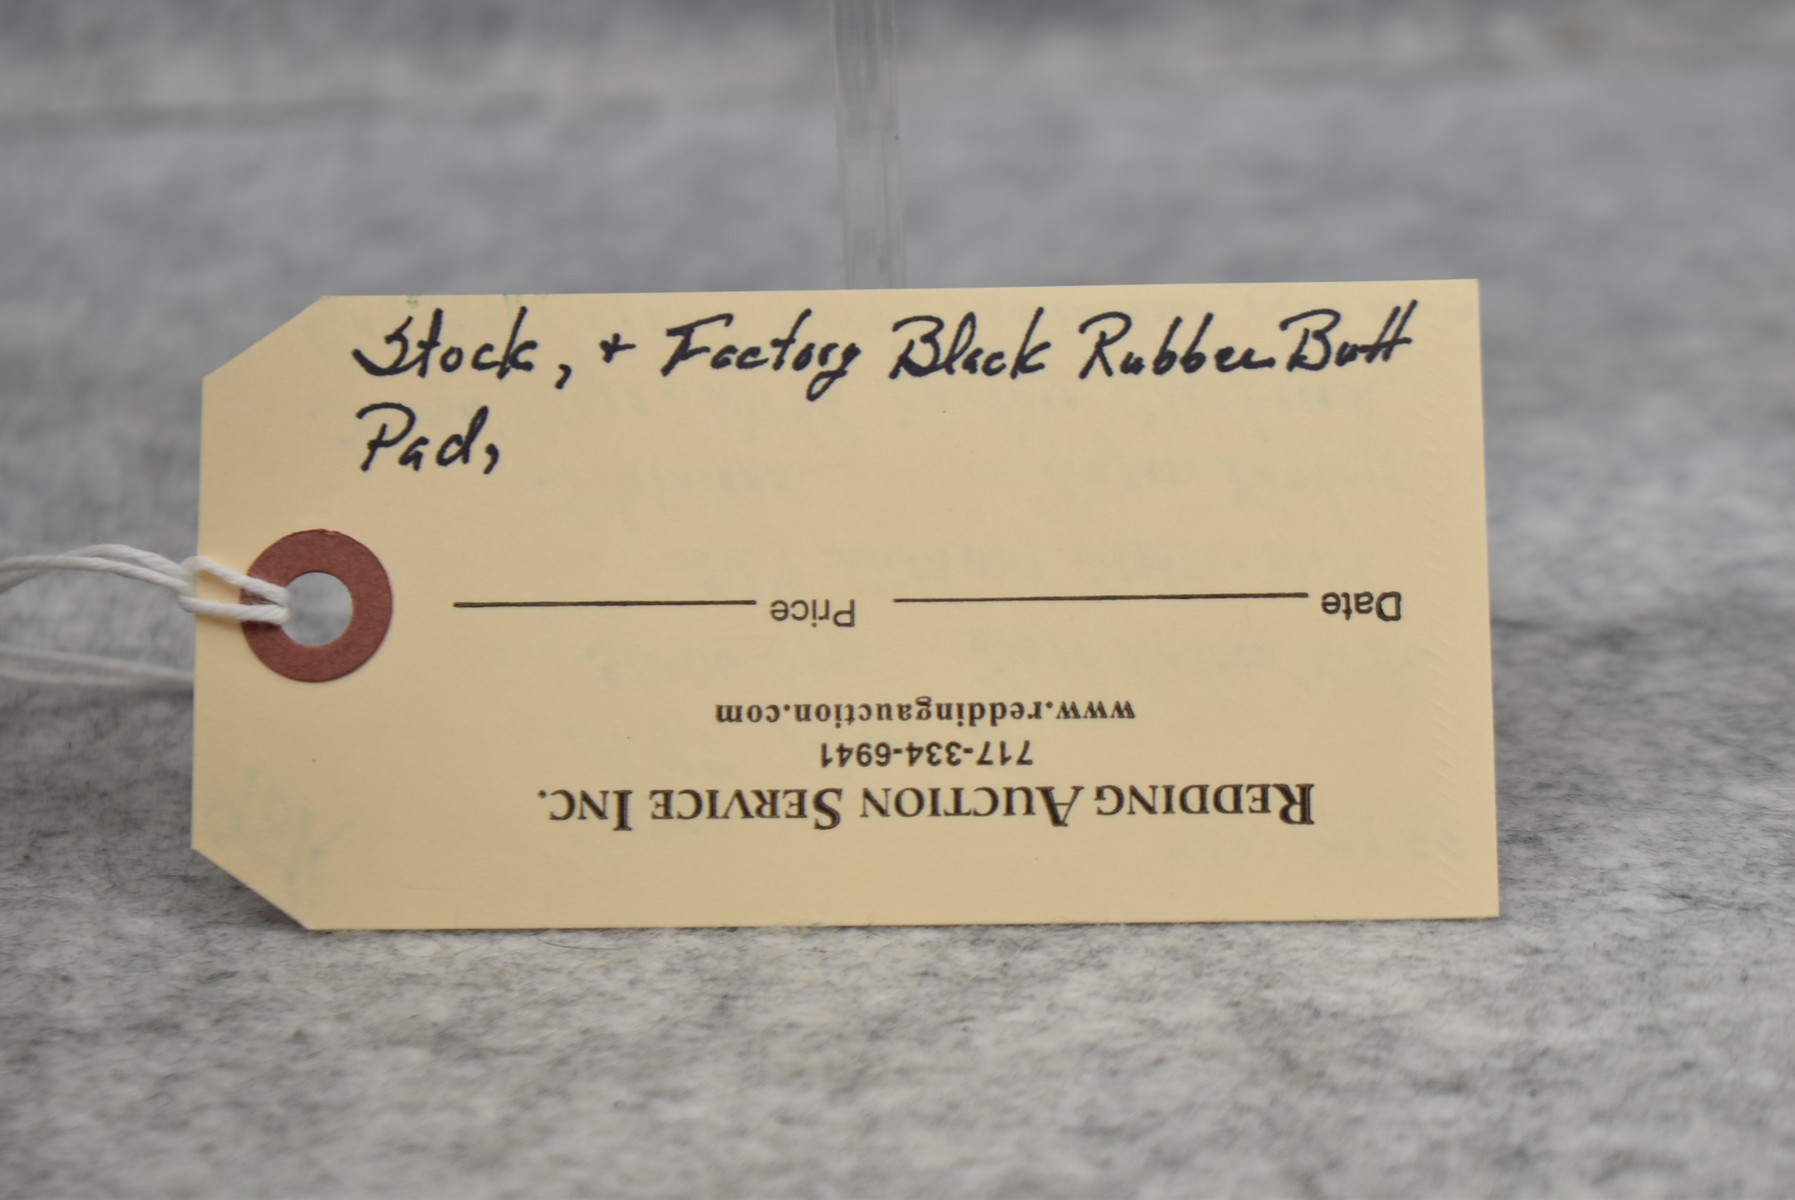 Stock, + Factory Black Rubber Butt
Pad,
REDDING AUCTION SERVICE INC.
717-334-6941
www.reddingauction.com
Date Price